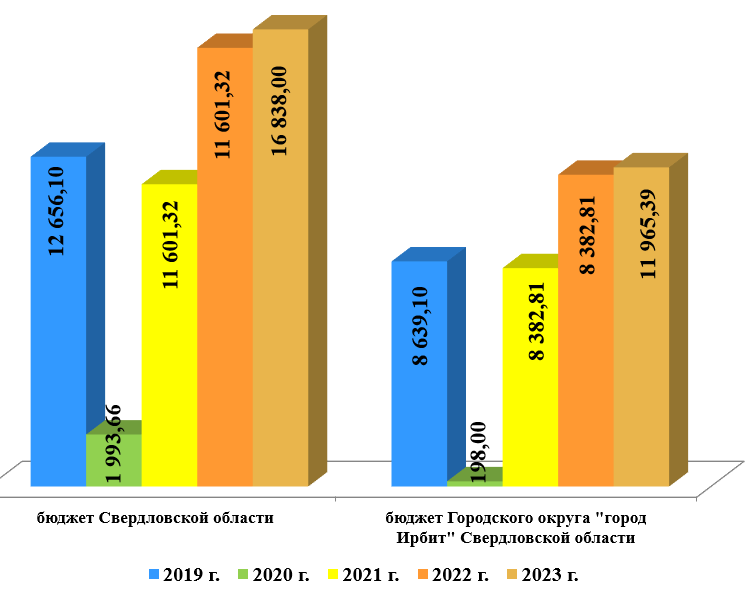 12 656,10
1 993,66
11 601,32
11 601,32
16 838,00
8 639,10
198,00
8 382,81
8 382,81
11 965,39
бюджет Свердловской области
бюджет Городского округа "город
Ирбит" Свердловской области
2019 г. 2020 г. 2021 г. 2022 г. 2023 г.